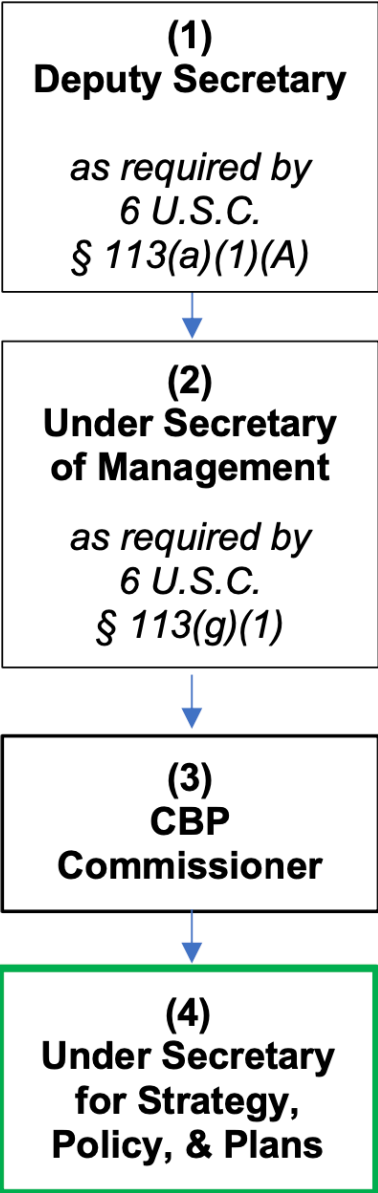 (1)
Deputy Secretary
as required by
6 U.S.C.
§ 113(a)(1)(A)
(2)
Under Secretary
of Management
as required by
6 U.S.C.
§ 113(g)(1)
(3)
CBP
Commissioner
(4)
Under Secretary
for Strategy,
Policy, & Plans